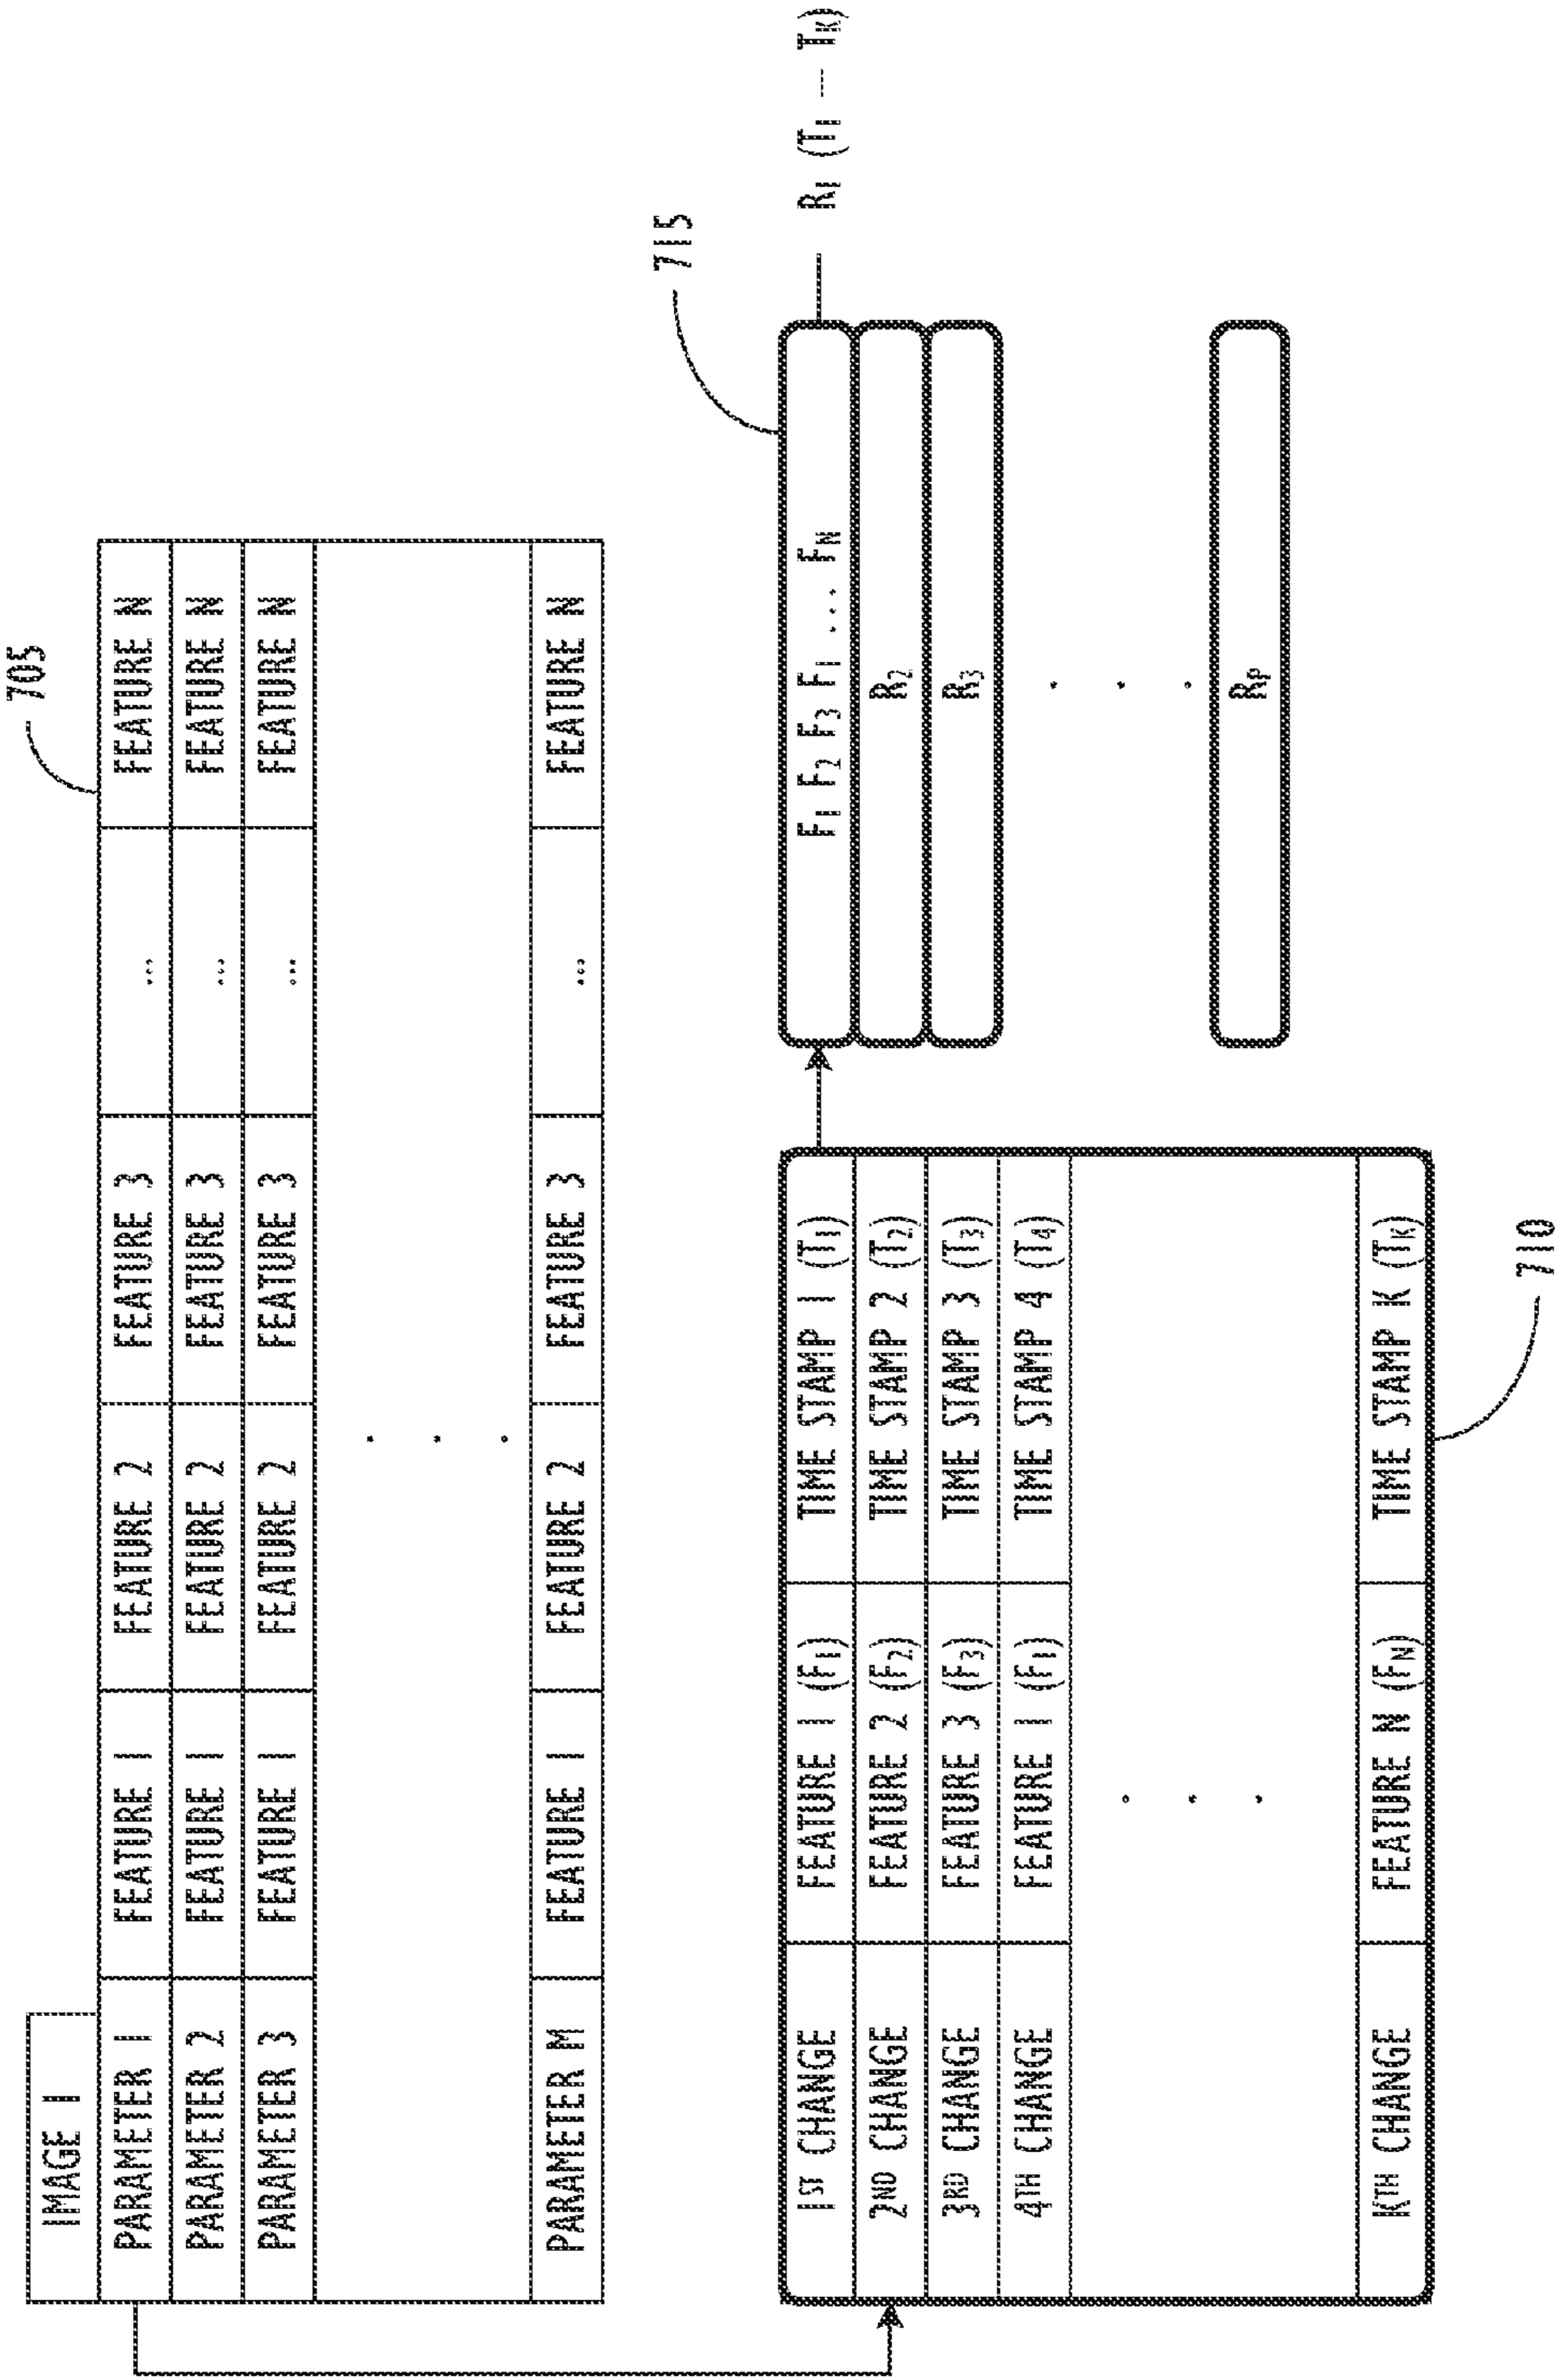 705
IMAGE 1
PARAMETER 1 FEATURE 1 FEATURE 2 FEATURE 3 ... FEATURE N
PARAMETER 2 FEATURE 1 FEATURE 2 FEATURE 3 ... FEATURE N
PARAMETER 3 FEATURE 1 FEATURE 2 FEATURE 3 ... FEATURE N
PARAMETER M FEATURE 1 FEATURE 2 FEATURE 3 ... FEATURE N
715
1ST CHANGE FEATURE 1 (F1) TIME STAMP 1 (T1)
2ND CHANGE FEATURE 2 (F2) TIME STAMP 2 (T2)
3RD CHANGE FEATURE 3 (F3) TIME STAMP 3 (T3)
4TH CHANGE FEATURE 1 (F1) TIME STAMP 4 (T4)
KTH CHANGE FEATURE N (FN) TIME STAMP K (TK)
710
F1 F2 F3 F1 ... FN
R1 (T1 --- TK)
R2
R3
RP